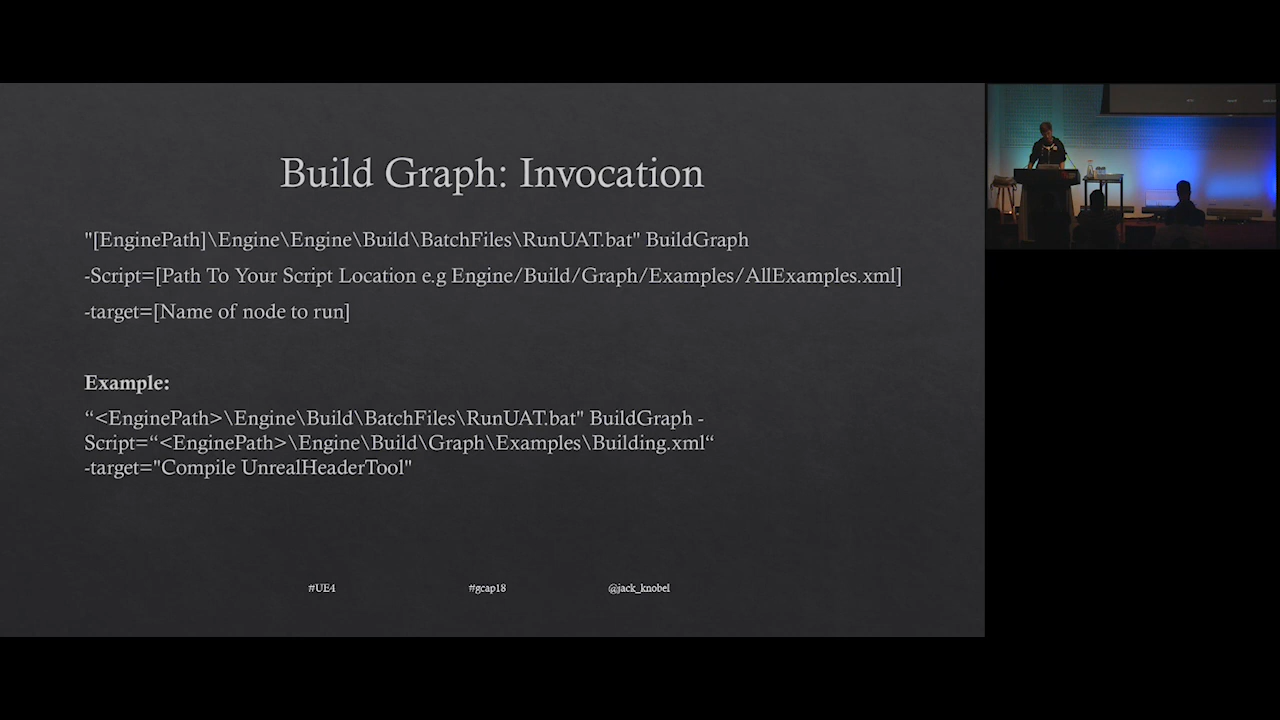 Build Graph: Invocation
"[EnginePath]\Engine\Engine\Build\BatchFiles\RunUAT.bat" BuildGraph
-Script=[Path To Your Script Location e.g Engine/Build/Graph/Examples/AllExamples.xml]
-target=[Name of node to run]
Example:
“<EnginePath>\Engine\Build\BatchFiles\RunUAT.bat" BuildGraph -
Script=“<EnginePath>\Engine\Build\Graph\Examples\Building.xml“
-target="Compile UnrealHeaderTool"
#UE4 #gcap18 @jack_knobel